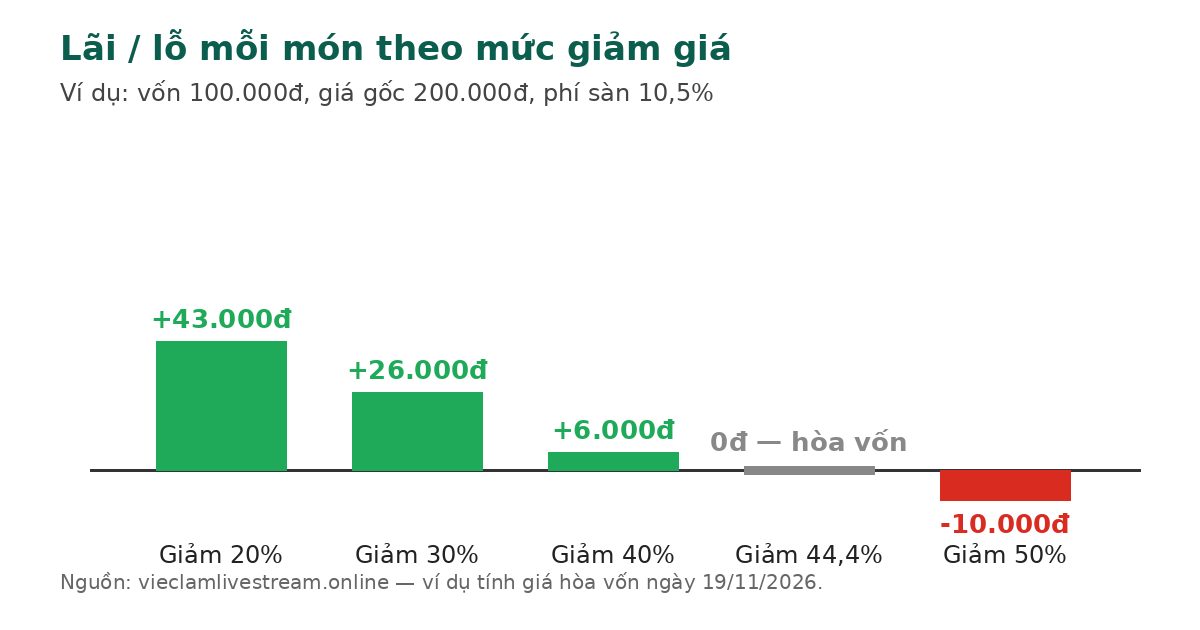 Lãi / lỗ mỗi món theo mức giảm giá
Ví dụ: vốn 100.000đ, giá gốc 200.000đ, phí sàn 10,5%
+43.000đ
+26.000đ
+6.000đ
0đ — hòa vốn
-10.000đ
Giảm 20%
Giảm 30%
Giảm 40%
Giảm 44,4%
Giảm 50%
Nguồn: vieclamlivestream.online — ví dụ tính giá hòa vốn ngày 19/11/2026.